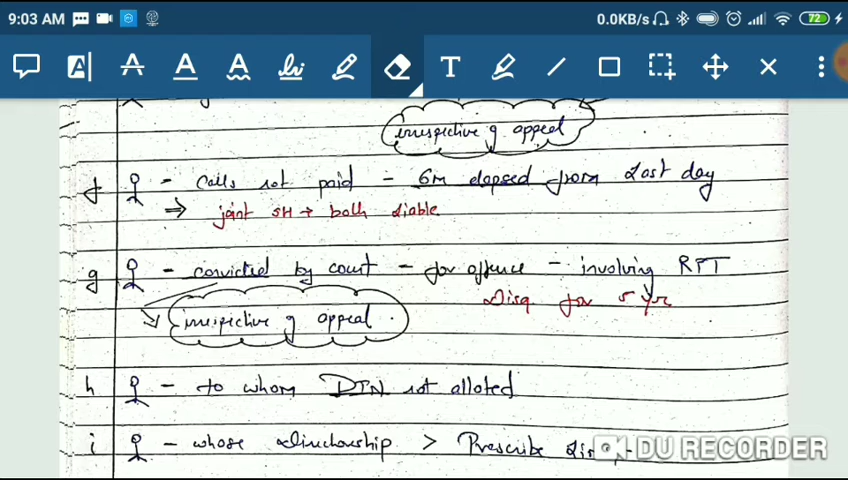 9:03 AM 0.0KB/s 72
A A A A T
irrespective of appeal
f - Calls not paid - 6M elapsed from Last day
⇒ joint SH → both liable
g - convicted by court - for offence - involving RPT
Disq for 5 yr
irrespective of appeal.
h - to whom DIN not alloted
i - whose directorship > Prescribe
DU RECORDER